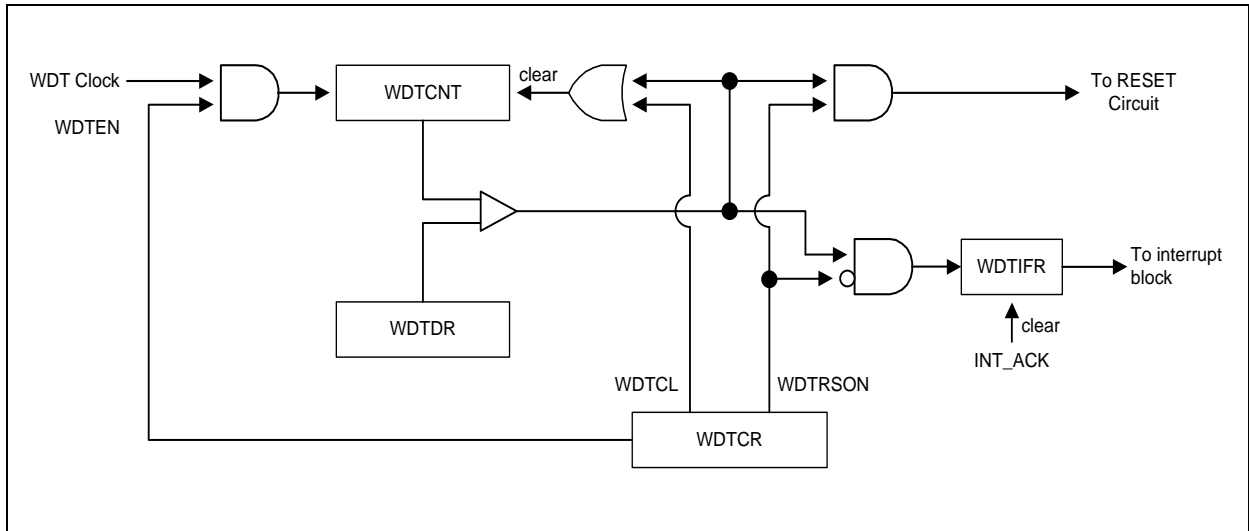 WDT Clock
WDTEN
WDTCNT
clear
To RESET
Circuit
WDTDR
WDTIFR
To interrupt
block
clear
INT_ACK
WDTCL
WDTRSON
WDTCR